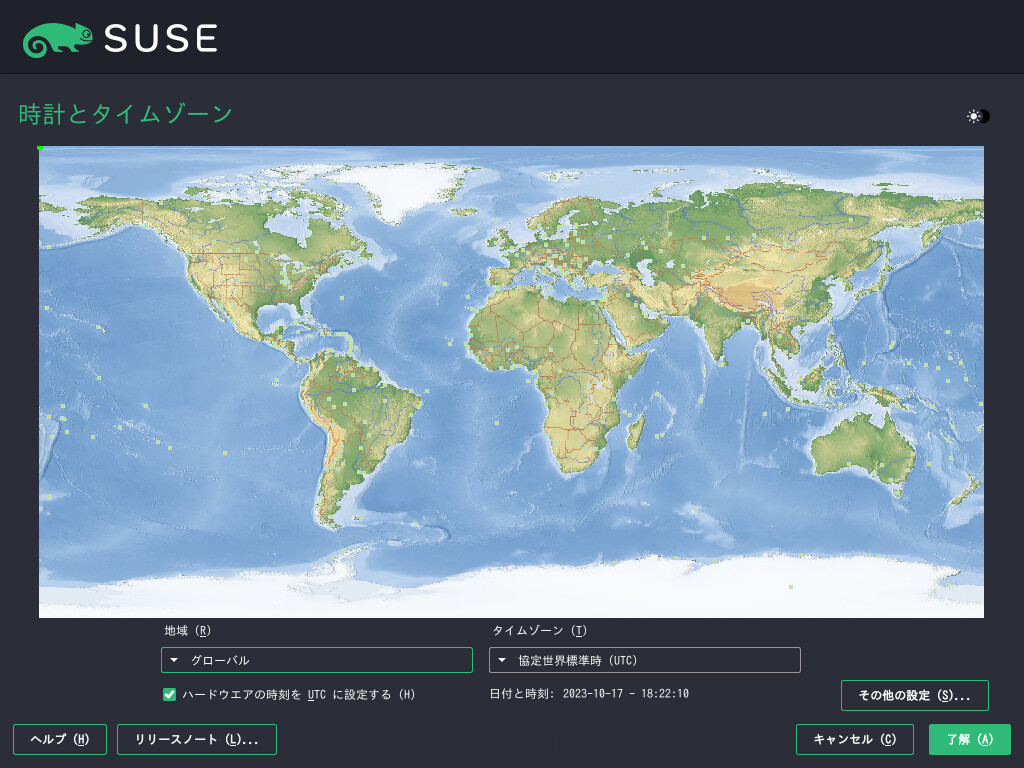 SUSE
時計とタイムゾーン
地域 (R)
タイムゾーン (T)
グローバル
協定世界標準時 (UTC)
ハードウエアの時刻を UTC に設定する (H)
日付と時刻: 2023-10-17 - 18:22:10
その他の設定 (S)...
ヘルプ (H)
リリースノート (L)...
キャンセル (C)
了解 (A)